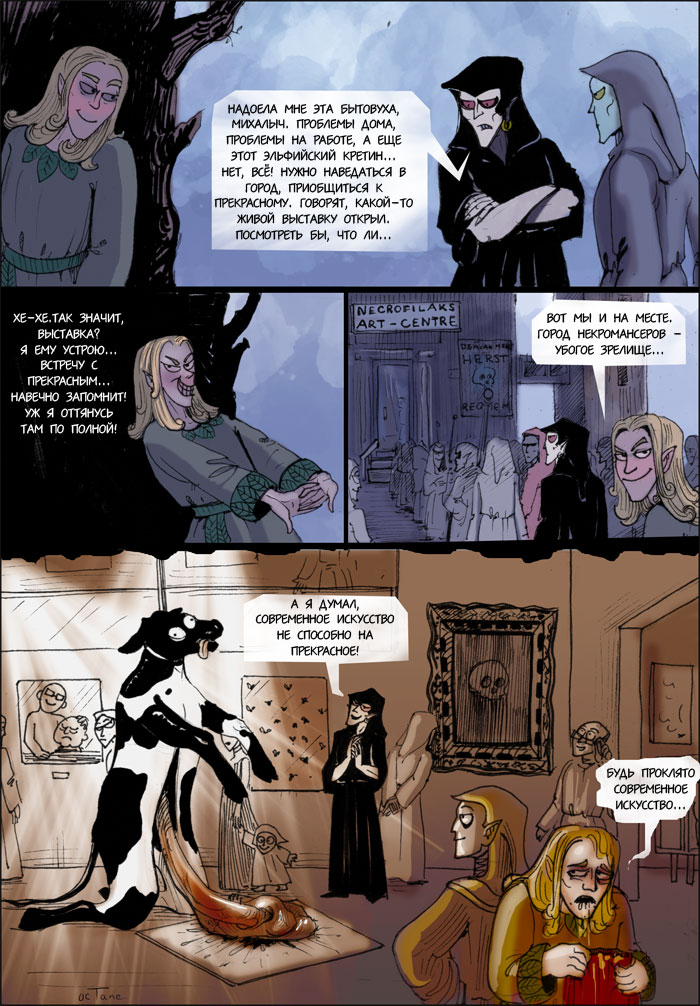 НАДОЕЛА МНЕ ЭТА БЫТОВУХА,
МИХАЛЫЧ. ПРОБЛЕМЫ ДОМА,
ПРОБЛЕМЫ НА РАБОТЕ, А ЕЩЕ
ЭТОТ ЭЛЬФИЙСКИЙ КРЕТИН...
НЕТ, ВСЁ! НУЖНО НАВЕДАТЬСЯ В
ГОРОД, ПРИОБЩИТЬСЯ К
ПРЕКРАСНОМУ. ГОВОРЯТ, КАКОЙ-ТО
ЖИВОЙ ВЫСТАВКУ ОТКРЫЛ.
ПОСМОТРЕТЬ БЫ, ЧТО ЛИ...
ХЕ-ХЕ.ТАК ЗНАЧИТ,
ВЫСТАВКА?
Я ЕМУ УСТРОЮ...
ВСТРЕЧУ С
ПРЕКРАСНЫМ...
НАВЕЧНО ЗАПОМНИТ!
УЖ Я ОТТЯНУСЬ
ТАМ ПО ПОЛНОЙ!
NECROFILAKS
ART-CENTRE
HERST
REQUIEM
ВОТ МЫ И НА МЕСТЕ.
ГОРОД НЕКРОМАНСЕРОВ -
УБОГОЕ ЗРЕЛИЩЕ...
А Я ДУМАЛ,
СОВРЕМЕННОЕ ИСКУССТВО
НЕ СПОСОБНО НА
ПРЕКРАСНОЕ!
БУДЬ ПРОКЛЯТО
СОВРЕМЕННОЕ
ИСКУССТВО...
ocTane